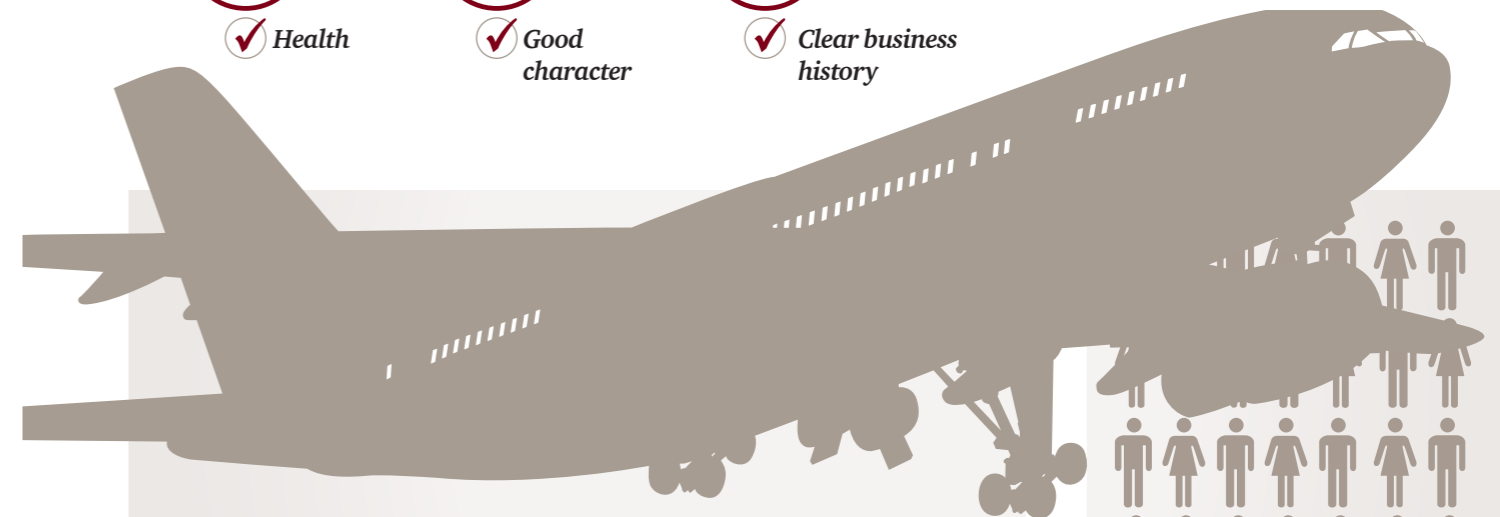 Health
Good
character
Clear business
history